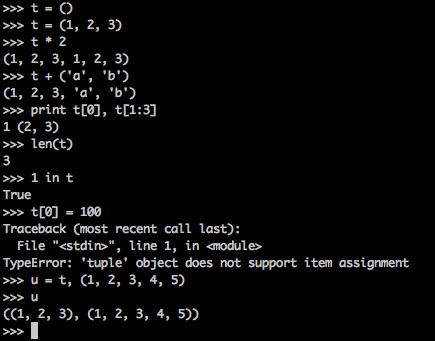 >>> t = ()
>>> t = (1, 2, 3)
>>> t * 2
(1, 2, 3, 1, 2, 3)
>>> t + ('a', 'b')
(1, 2, 3, 'a', 'b')
>>> print t[0], t[1:3]
1 (2, 3)
>>> len(t)
3
>>> 1 in t
True
>>> t[0] = 100
Traceback (most recent call last):
  File "<stdin>", line 1, in <module>
TypeError: 'tuple' object does not support item assignment
>>> u = t, (1, 2, 3, 4, 5)
>>> u
((1, 2, 3), (1, 2, 3, 4, 5))
>>>